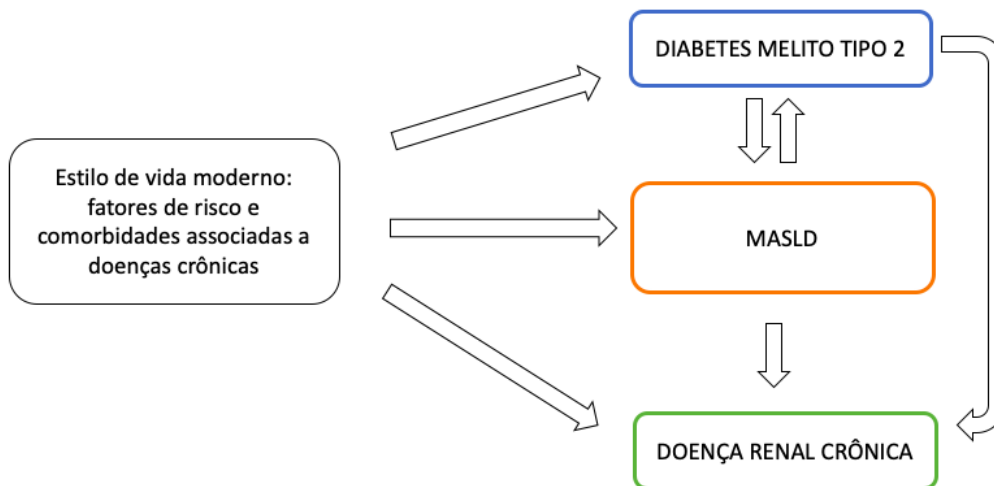 DIABETES MELITO TIPO 2
Estilo de vida moderno:
fatores de risco e
comorbidades associadas a
doenças crônicas
MASLD
DOENÇA RENAL CRÔNICA